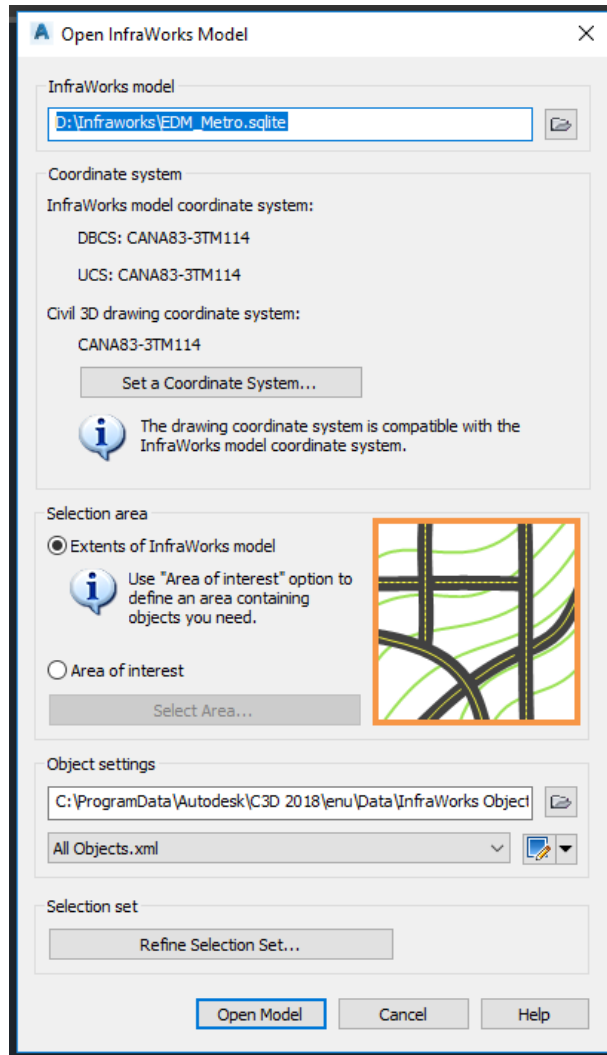 Open InfraWorks Model
InfraWorks model
D:\Infraworks\EDM_Metro.sqlite
Coordinate system
InfraWorks model coordinate system:
DBCS: CANA83-3TM114
UCS: CANA83-3TM114
Civil 3D drawing coordinate system:
CANA83-3TM114
Set a Coordinate System...
The drawing coordinate system is compatible with the
InfraWorks model coordinate system.
Selection area
Extents of InfraWorks model
Use "Area of interest" option to
define an area containing
objects you need.
Area of interest
Select Area...
Object settings
C:\ProgramData\Autodesk\C3D 2018\enu\Data\InfraWorks Object
All Objects.xml
Selection set
Refine Selection Set...
Open Model Cancel Help